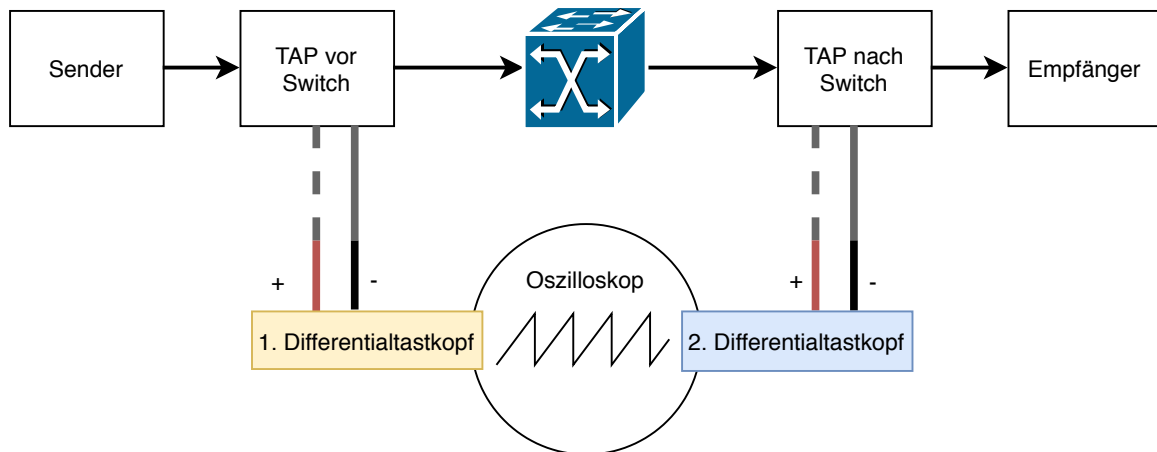 Sender
TAP vor
Switch
TAP nach
Switch
Empfänger
+
-
Oszilloskop
+
-
1. Differentialtastkopf
2. Differentialtastkopf